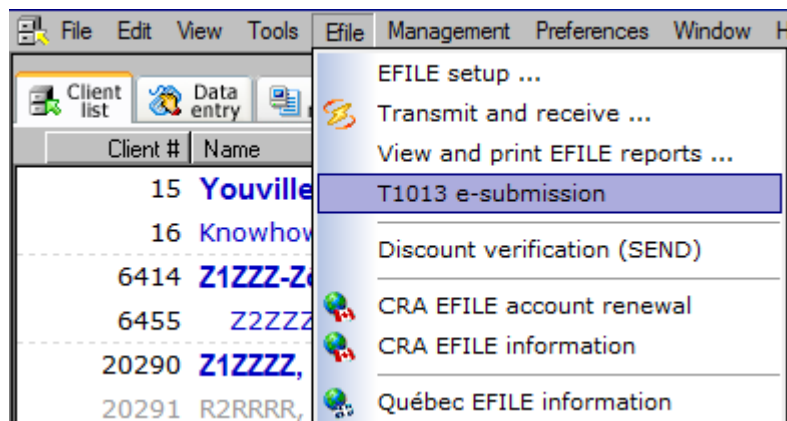 File Edit View Tools Efile Management Preferences Window
Client list Data entry
Client # Name
EFILE setup ...
Transmit and receive ...
View and print EFILE reports ...
T1013 e-submission
Discount verification (SEND)
CRA EFILE account renewal
CRA EFILE information
Québec EFILE information
15 Youville
16 Knowhow
6414 Z1ZZZ-Z
6455 Z2ZZZ
20290 Z1ZZZZ,
20291 R2RRRR,